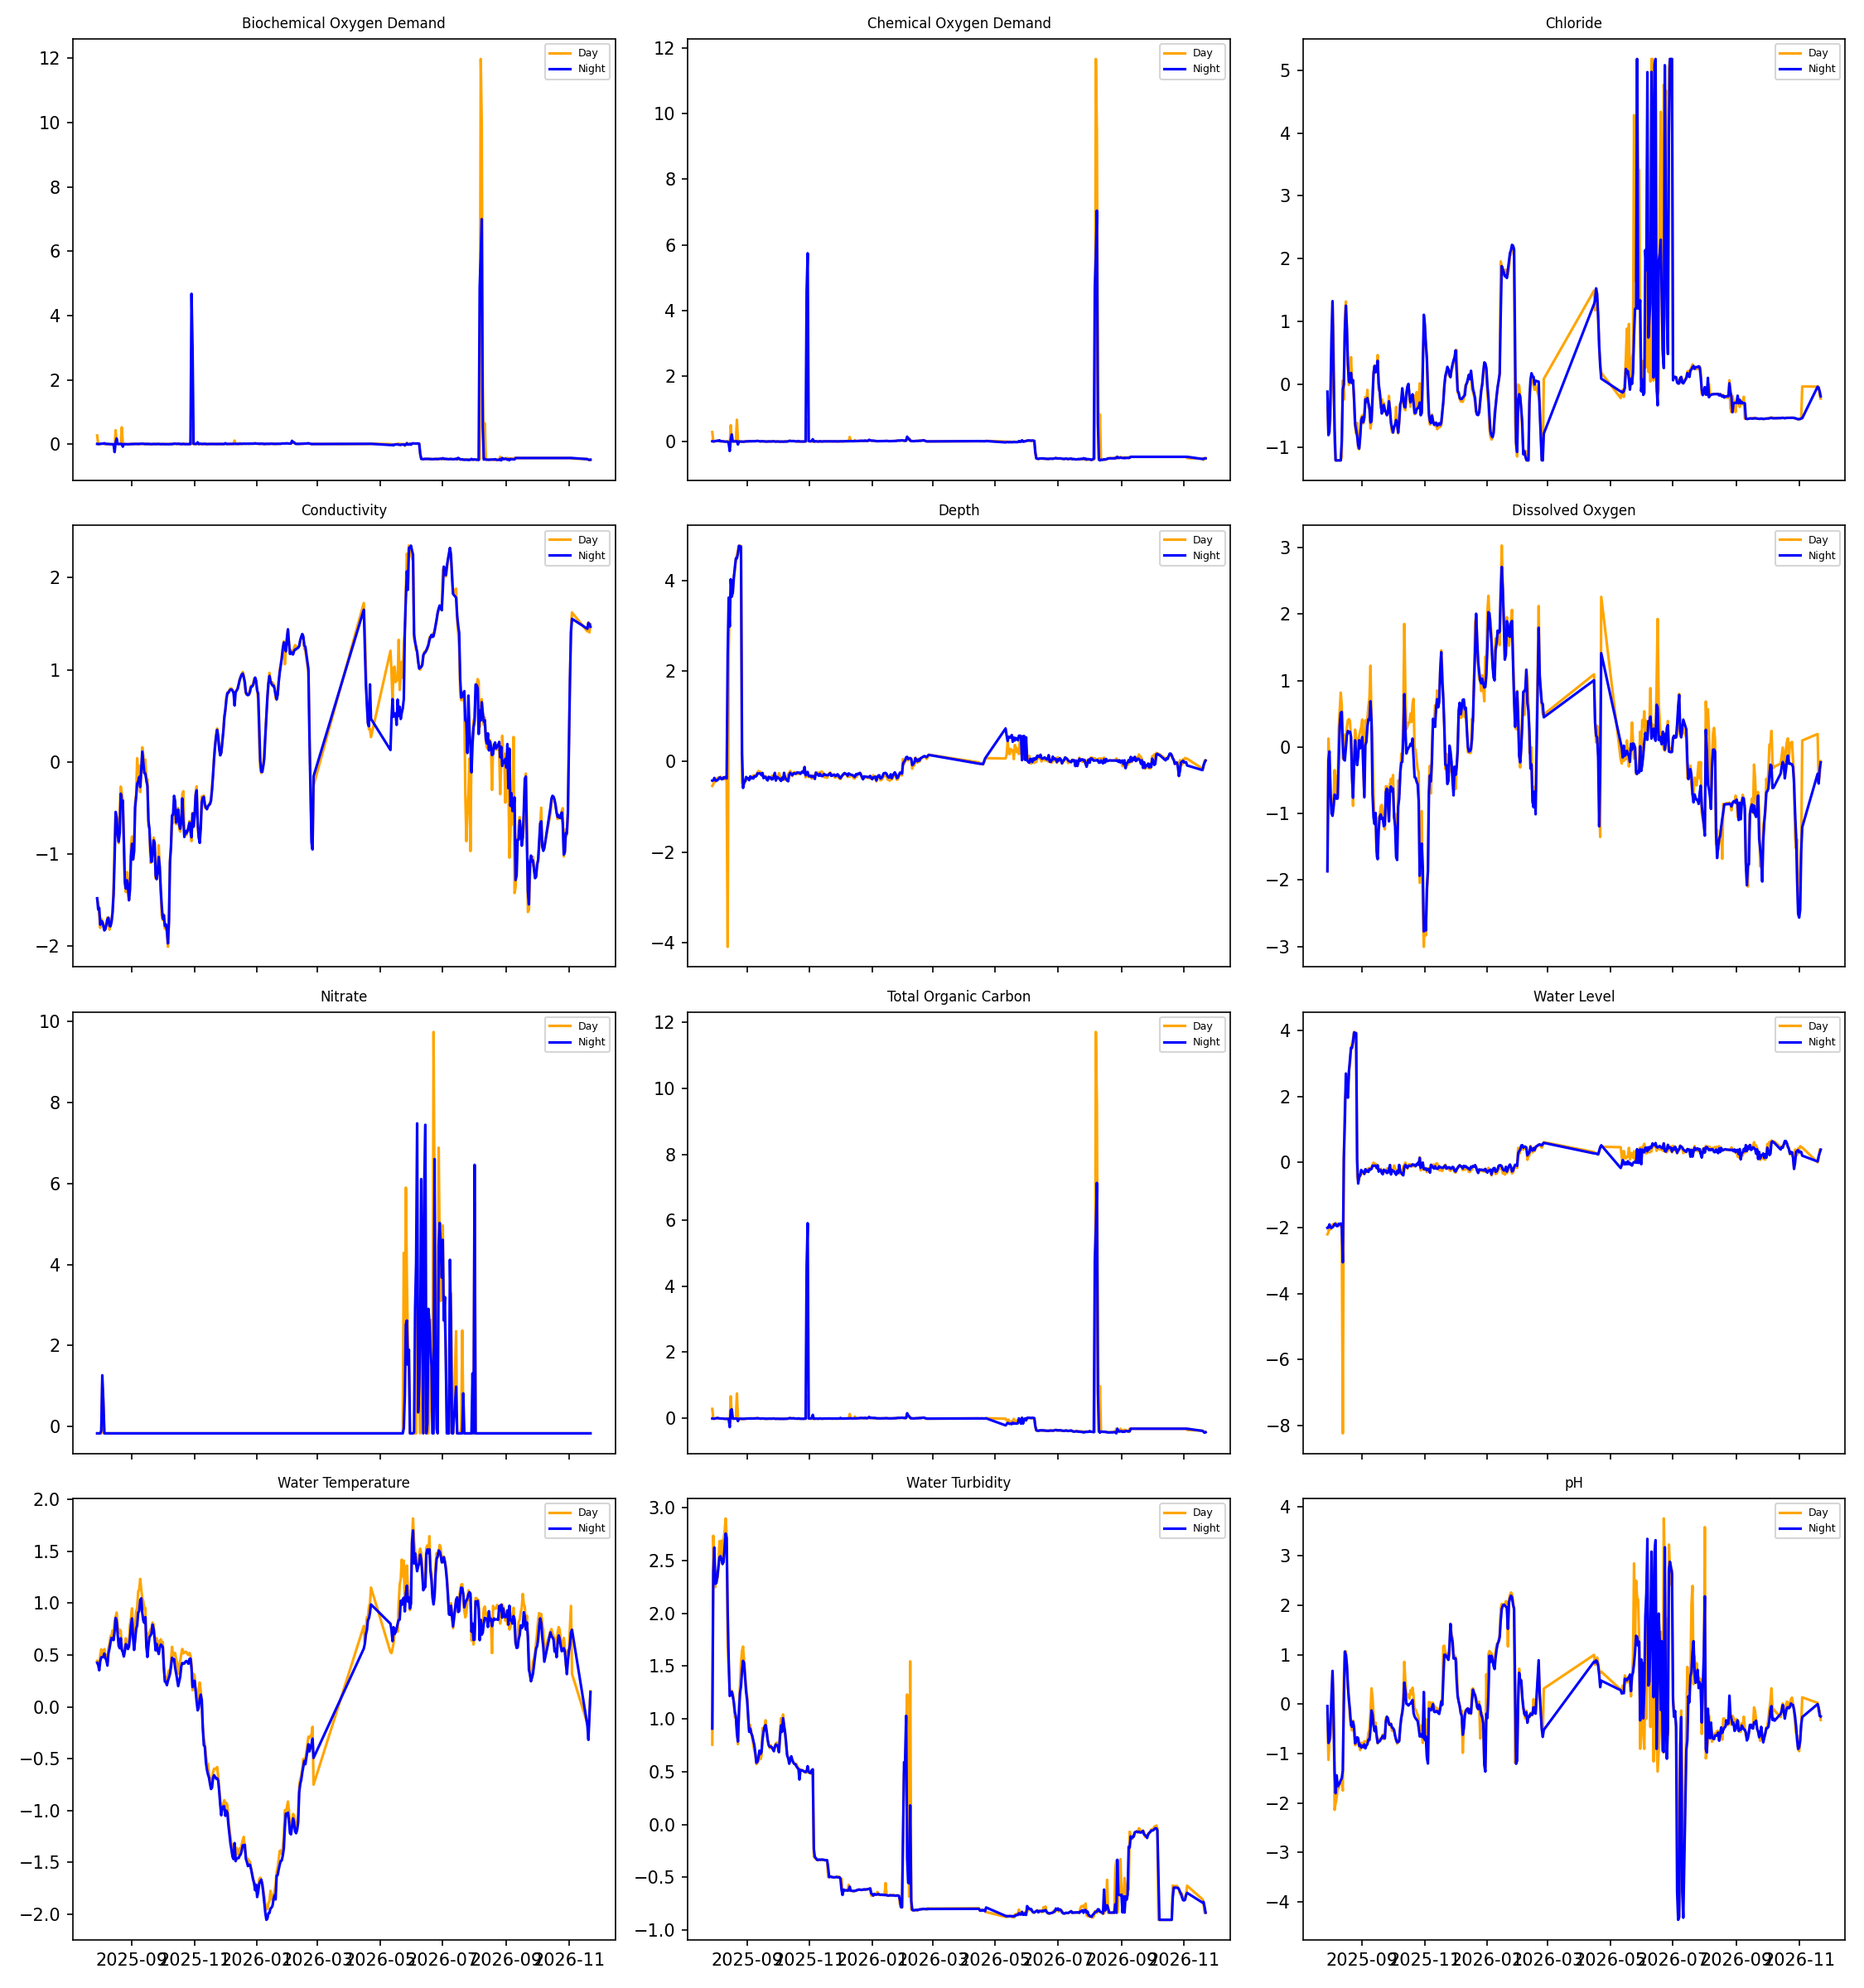 Biochemical Oxygen Demand
Day
Night
12
10
8
6
4
2
0
Chemical Oxygen Demand
Day
Night
12
10
8
6
4
2
0
Chloride
Day
Night
5
4
3
2
1
0
−1
Conductivity
Day
Night
2
1
0
−1
−2
Depth
Day
Night
4
2
0
−2
−4
Dissolved Oxygen
Day
Night
3
2
1
0
−1
−2
−3
Nitrate
Day
Night
10
8
6
4
2
0
Total Organic Carbon
Day
Night
12
10
8
6
4
2
0
Water Level
Day
Night
4
2
0
−2
−4
−6
−8
Water Temperature
Day
Night
2.0
1.5
1.0
0.5
0.0
−0.5
−1.0
−1.5
−2.0
2025-09 2025-11 2026-01 2026-03 2026-05 2026-07 2026-09 2026-11
Water Turbidity
Day
Night
3.0
2.5
2.0
1.5
1.0
0.5
0.0
−0.5
−1.0
2025-09 2025-11 2026-01 2026-03 2026-05 2026-07 2026-09 2026-11
pH
Day
Night
4
3
2
1
0
−1
−2
−3
−4
2025-09 2025-11 2026-01 2026-03 2026-05 2026-07 2026-09 2026-11